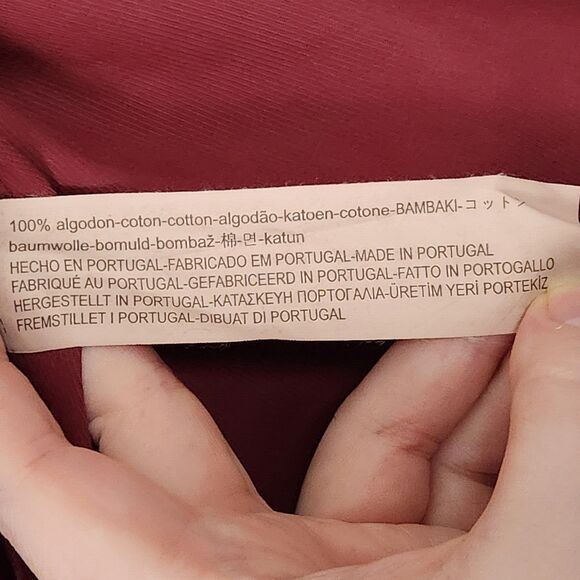 100% algodon-coton-cotton-algodão-katoen-cotone-BAMBAKI-コットン
baumwolle-bomuld-bombaž-棉-면-katun
HECHO EN PORTUGAL-FABRICADO EM PORTUGAL-MADE IN PORTUGAL
FABRIQUÉ AU PORTUGAL-GEFABRICEERD IN PORTUGAL-FATTO IN PORTOGALLO
HERGESTELLT IN PORTUGAL-ΚΑΤΑΣΚΕΥΗ ΠΟΡΤΟΓΑΛΙΑ-ÜRETİM YERİ PORTEKİZ
FREMSTILLET I PORTUGAL-DIBUAT DI PORTUGAL